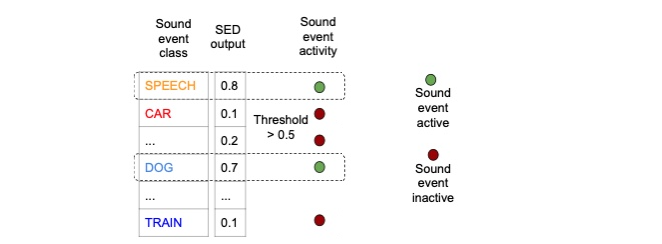 Sound
event
class
SED
output
Sound
event
activity
SPEECH 0.8
CAR 0.1
Threshold
> 0.5
... 0.2
DOG 0.7
... ...
TRAIN 0.1
Sound
event
active
Sound
event
inactive